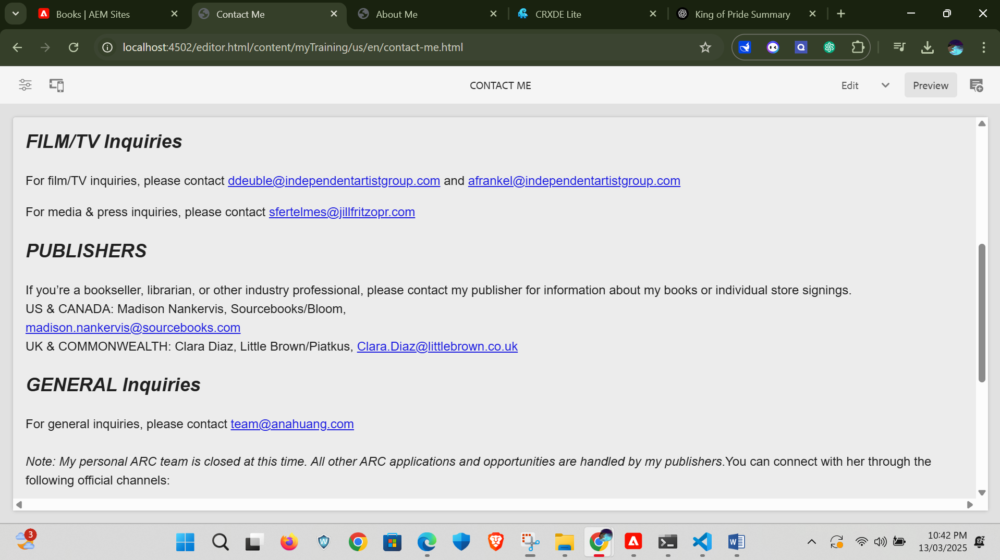 Books | AEM Sites
Contact Me
About Me
CRXDE Lite
King of Pride Summary
localhost:4502/editor.html/content/myTraining/us/en/contact-me.html
CONTACT ME
Edit
Preview
FILM/TV Inquiries
For film/TV inquiries, please contact ddeuble@independentartistgroup.com and afrankel@independentartistgroup.com
For media & press inquiries, please contact sfertelmes@jillfritzopr.com
PUBLISHERS
If you’re a bookseller, librarian, or other industry professional, please contact my publisher for information about my books or individual store signings.
US & CANADA: Madison Nankervis, Sourcebooks/Bloom,
madison.nankervis@sourcebooks.com
UK & COMMONWEALTH: Clara Diaz, Little Brown/Piatkus, Clara.Diaz@littlebrown.co.uk
GENERAL Inquiries
For general inquiries, please contact team@anahuang.com
Note: My personal ARC team is closed at this time. All other ARC applications and opportunities are handled by my publishers.You can connect with her through the
following official channels:
3
10:42 PM
13/03/2025